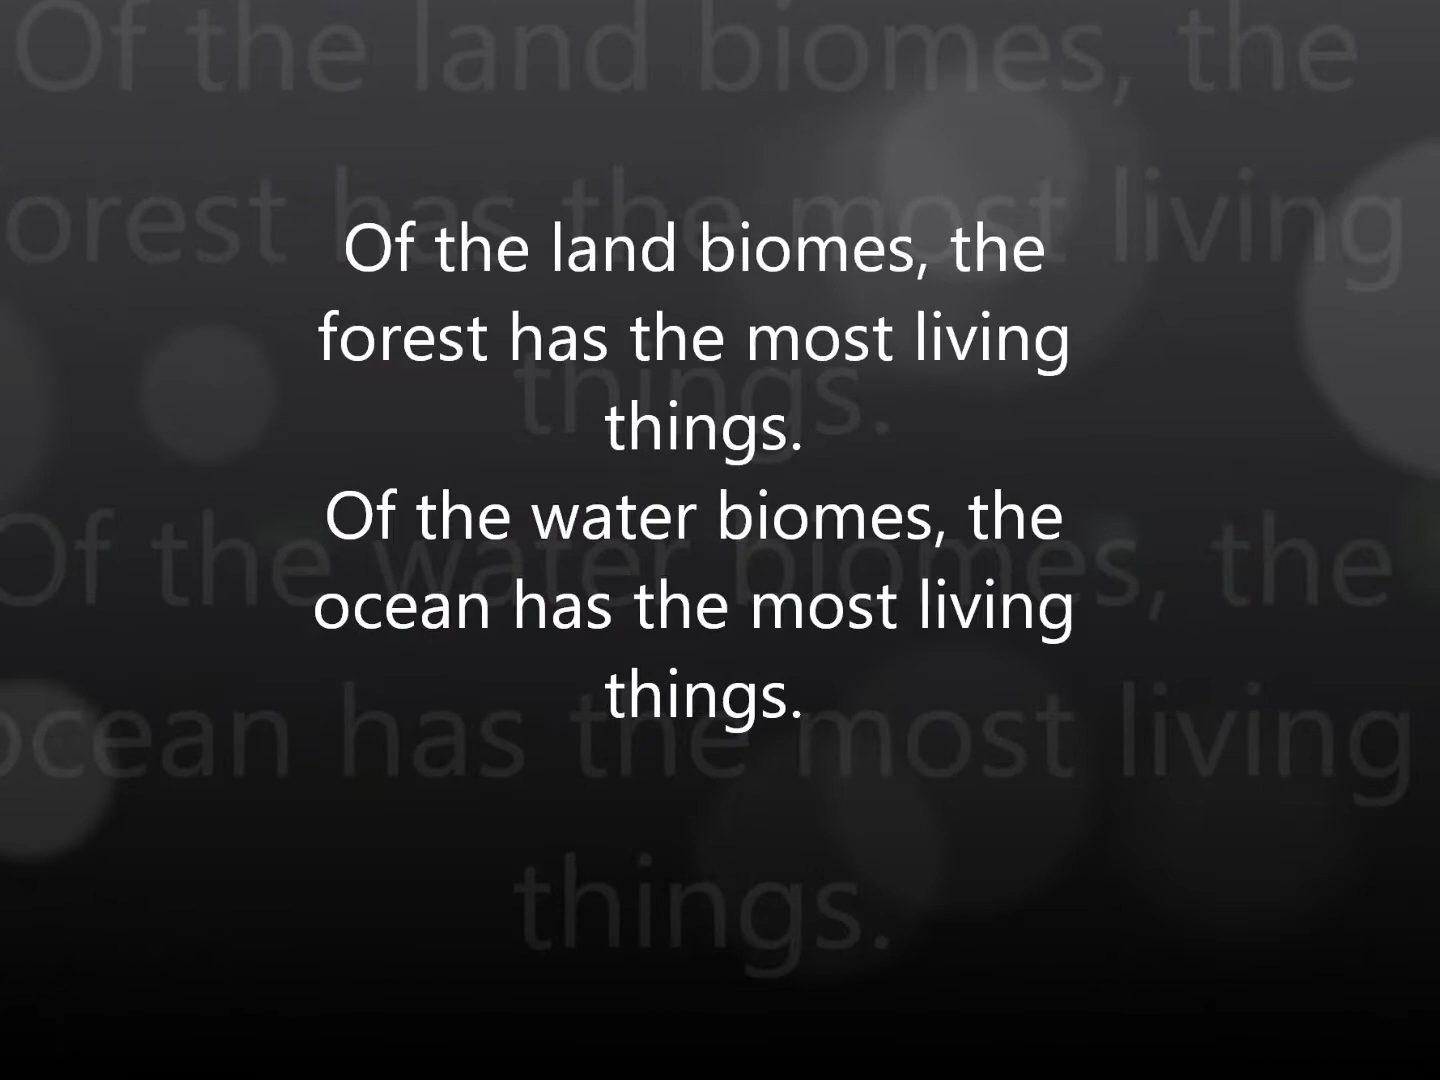 Of the land biomes, the
forest has the most living
things.
Of the water biomes, the
ocean has the most living
things.